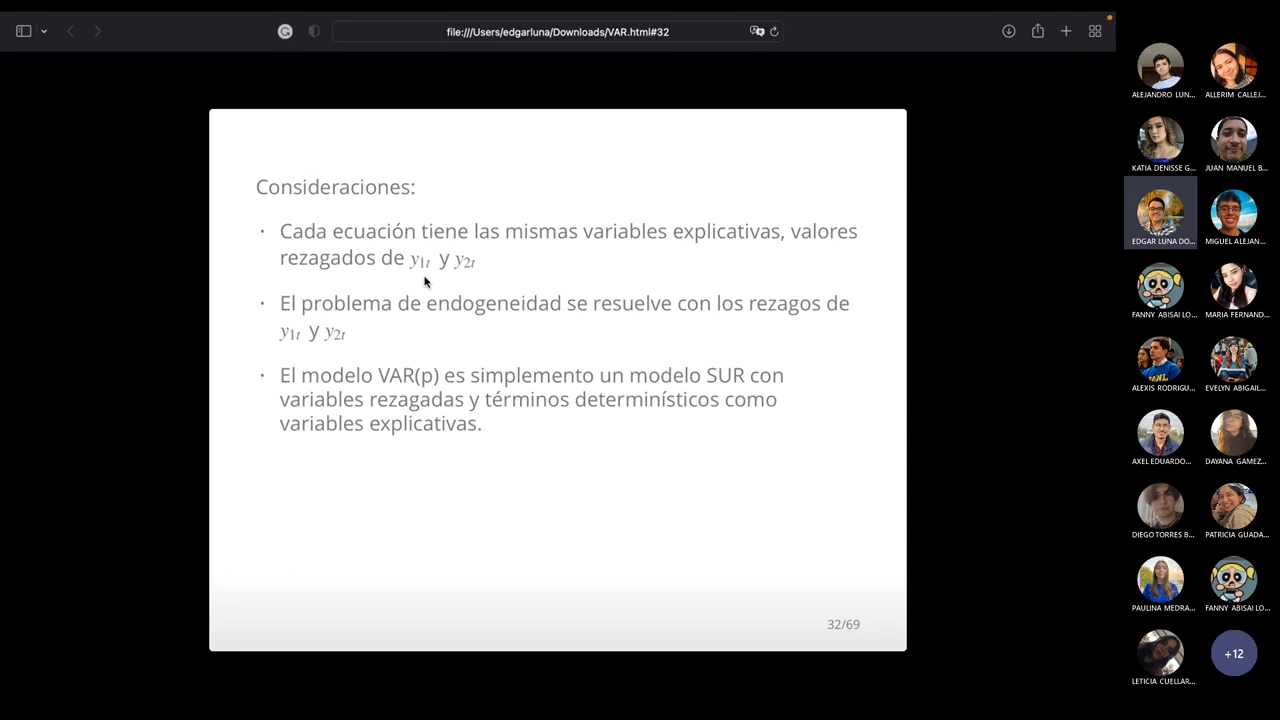 file:///Users/edgarluna/Downloads/VAR.html#32
Consideraciones:
· Cada ecuación tiene las mismas variables explicativas, valores
rezagados de y1t y y2t
· El problema de endogeneidad se resuelve con los rezagos de
y1t y y2t
· El modelo VAR(p) es simplemento un modelo SUR con
variables rezagadas y términos determinísticos como
variables explicativas.
32/69
ALEJANDRO LUN...
ALLERIM CALLEJ...
KATIA DENISSE G...
JUAN MANUEL B...
EDGAR LUNA DO...
MIGUEL ALEJAN...
FANNY ABISAI LO...
MARIA FERNAND...
ALEXIS RODRIGU...
EVELYN ABIGAIL...
AXEL EDUARDO...
DAYANA GAMEZ...
DIEGO TORRES B...
PATRICIA GUADA...
PAULINA MEDRA...
FANNY ABISAI LO...
LETICIA CUELLAR...
+12